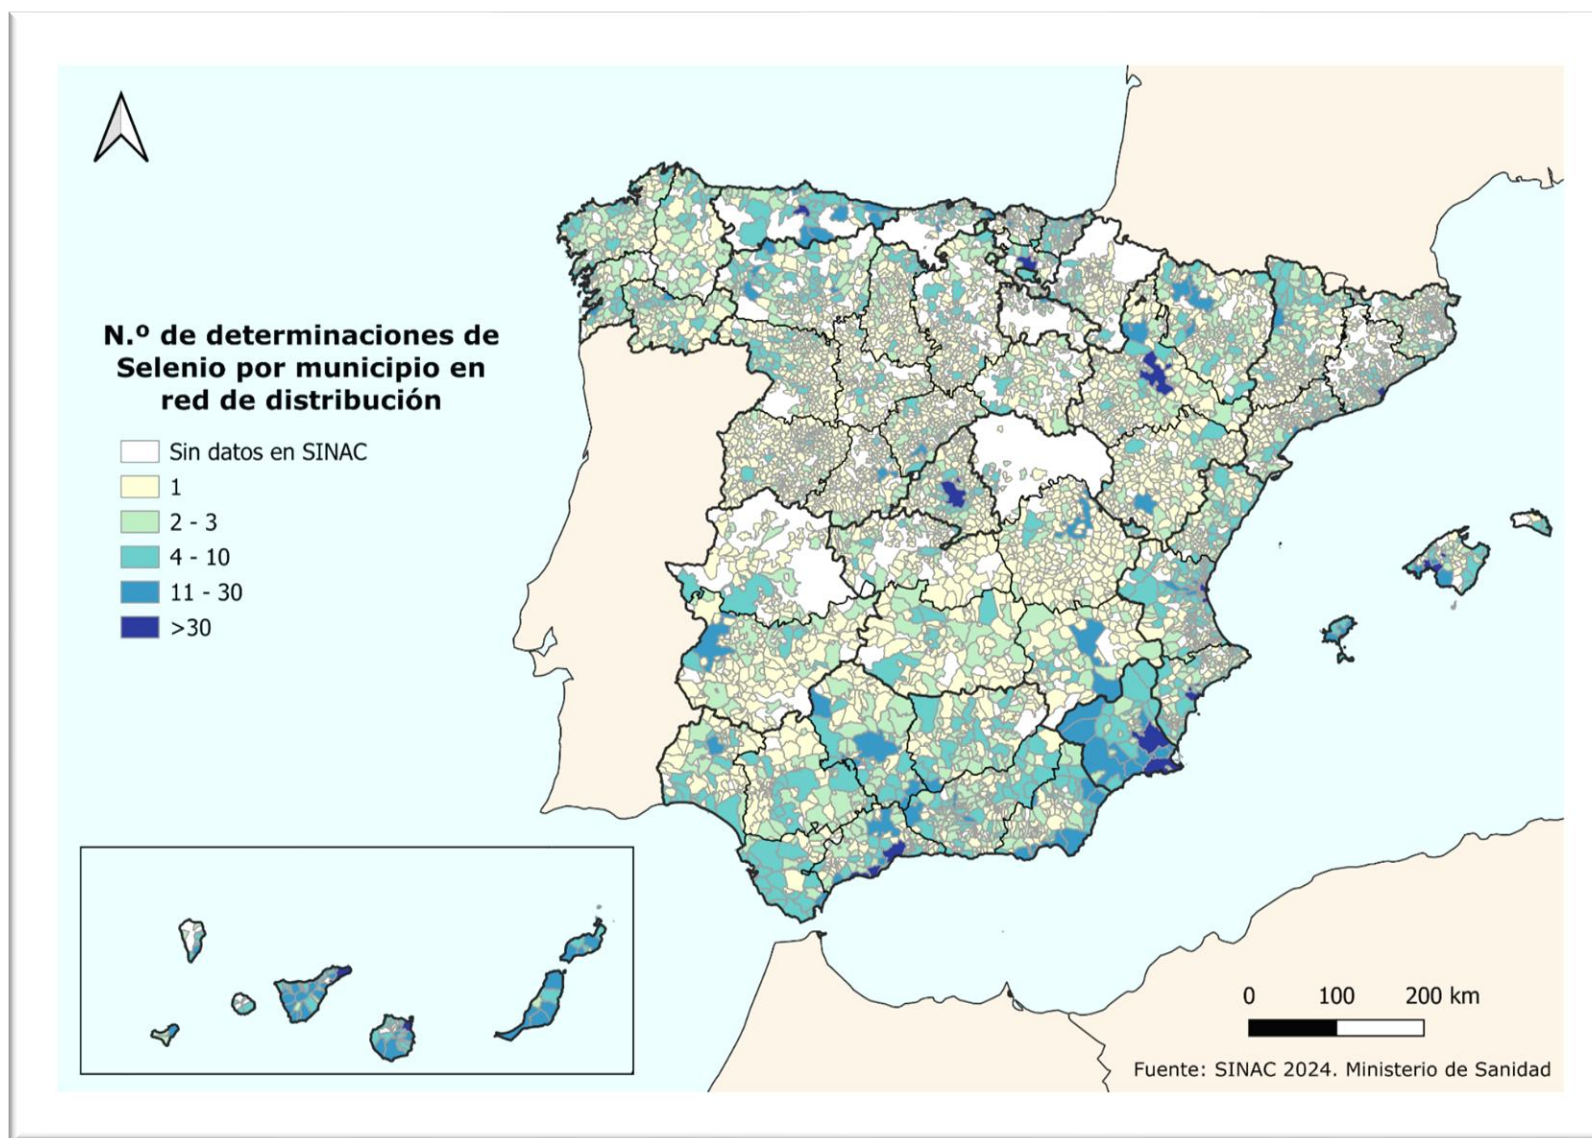 N.º de determinaciones de
Selenio por municipio en
red de distribución
Sin datos en SINAC
1
2 - 3
4 - 10
11 - 30
>30
0 100 200 km
Fuente: SINAC 2024. Ministerio de Sanidad